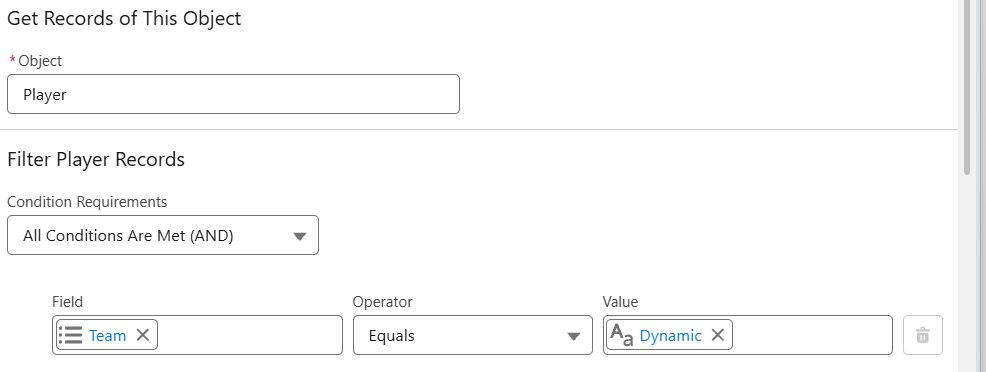 Get Records of This Object
* Object
Player
Filter Player Records
Condition Requirements
All Conditions Are Met (AND)
Field Operator Value
Team Equals Aa Dynamic